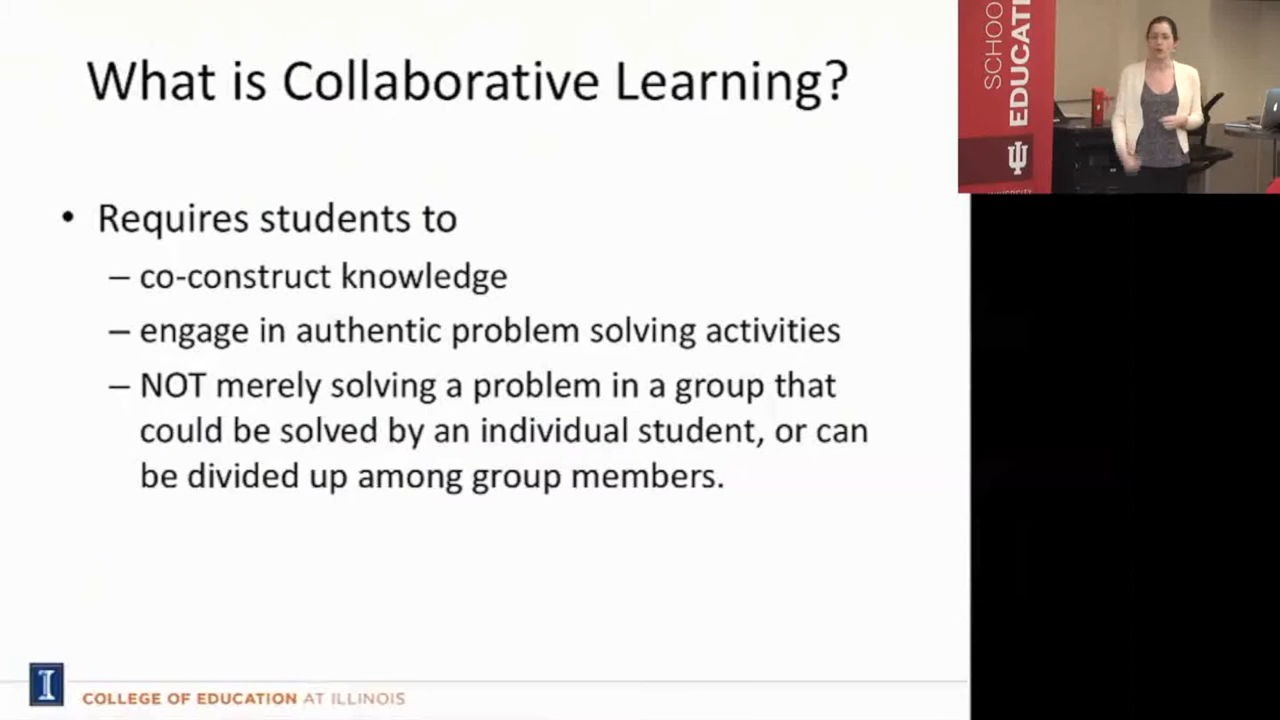 What is Collaborative Learning?
• Requires students to
– co-construct knowledge
– engage in authentic problem solving activities
– NOT merely solving a problem in a group that
could be solved by an individual student, or can
be divided up among group members.
I
COLLEGE OF EDUCATION AT ILLINOIS